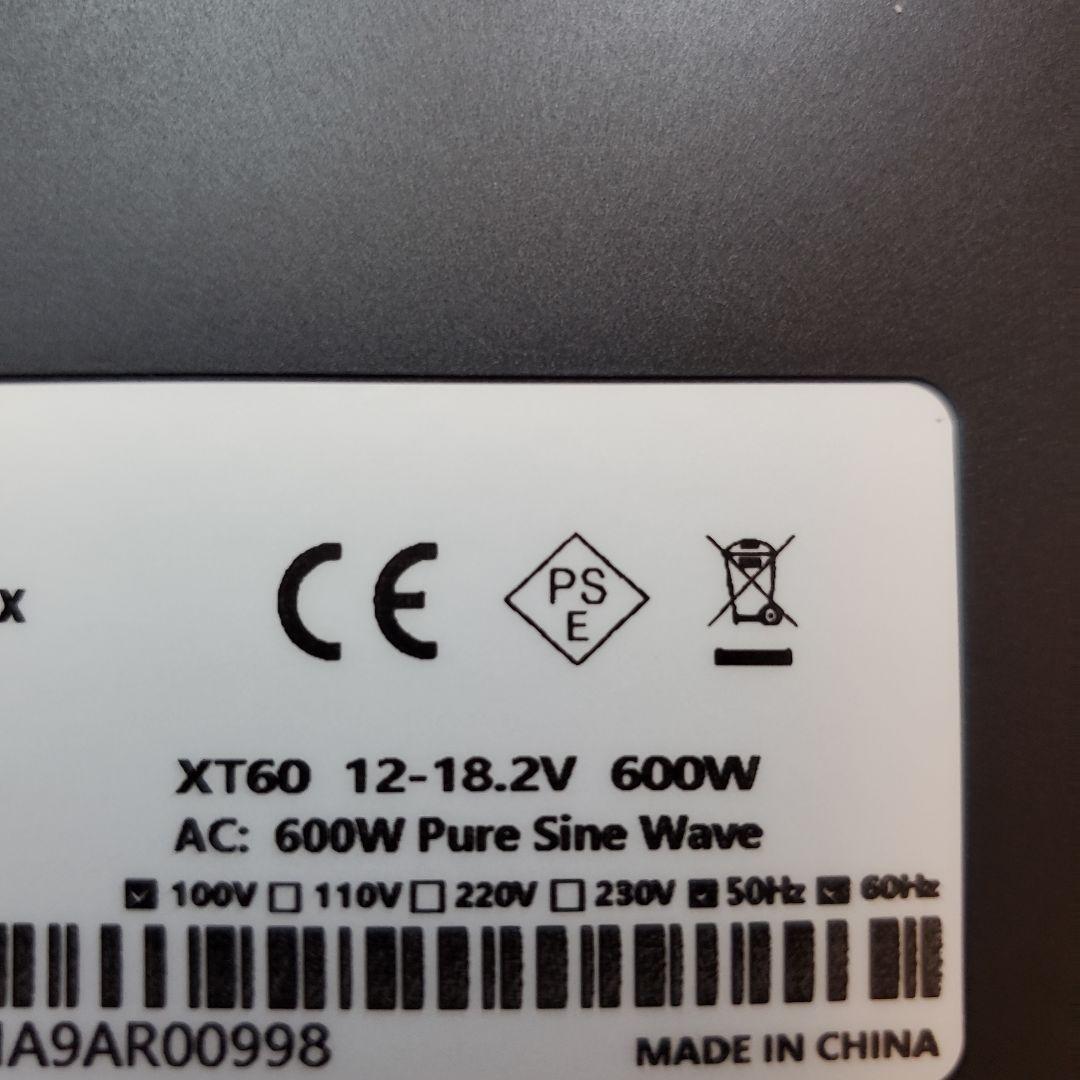 x CE PS
E
XT60 12-18.2V 600W
AC: 600W Pure Sine Wave
☑ 100V ☐ 110V ☐ 220V ☐ 230V ☑ 50Hz ☑ 60Hz
A9AR00998 MADE IN CHINA